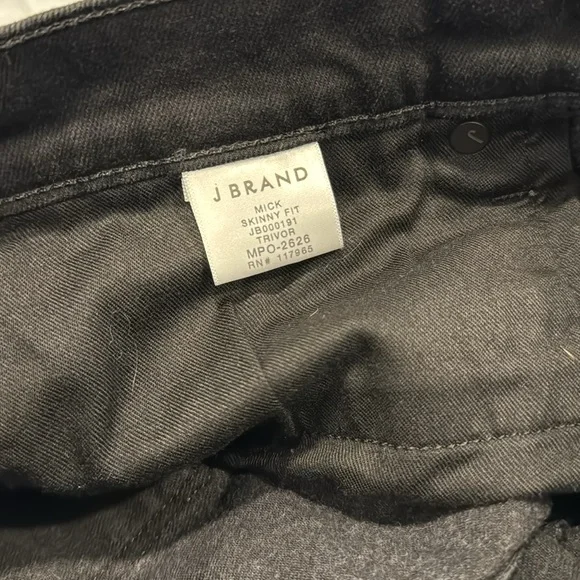 J BRAND
MICK
SKINNY FIT
JB000191
TRIVOR
MPO-2626
RN# 117965